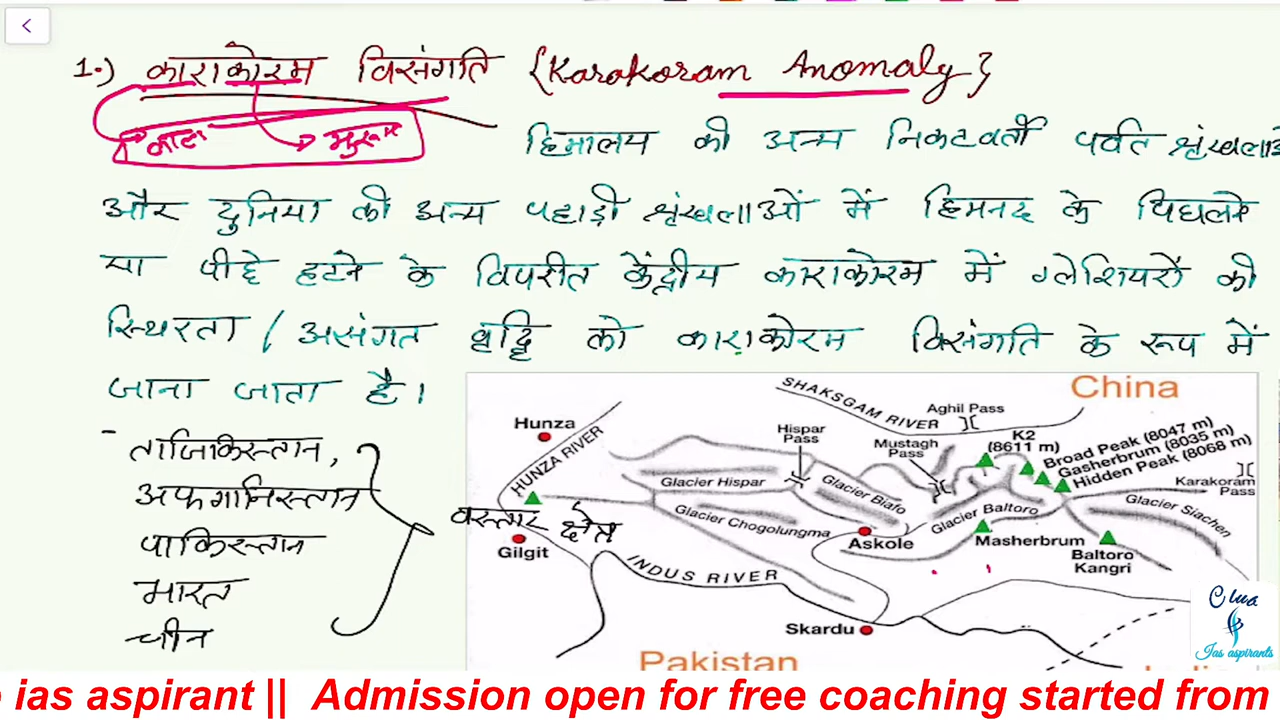 1.) काराकोरम विसंगति {Karakoram Anomaly}
काला
हिमालय की अन्य निकटवर्ती पर्वत श्रृंखलाओ
और दुनिया की अन्य पहाड़ी श्रृंखलाओं में हिमनद के पिघलने
या पीछे हटने के विपरीत केंद्रीय काराकोरम में ग्लेशियरों की
स्थिरता / असंगत वृद्धि को काराकोरम विसंगति के रूप में
जाना जाता है।
- ताजिकिस्तान,
अफगानिस्तान
पाकिस्तान
भारत
चीन
क्षेत्र
China
SHAKSGAM RIVER
Aghil Pass
Hunza
HUNZA RIVER
Hispar Pass
Mustagh Pass
K2 (8611 m)
Broad Peak (8047 m)
Gasherbrum (8035 m)
Hidden Peak (8068 m)
Karakoram Pass
Glacier Hispar
Glacier Biafo
Glacier Baltoro
Glacier Siachen
Glacier Chogolungma
Gilgit
Askole
Masherbrum
Baltoro Kangri
INDUS RIVER
Skardu
Pakistan
Ias aspirants
ias aspirant || Admission open for free coaching started from